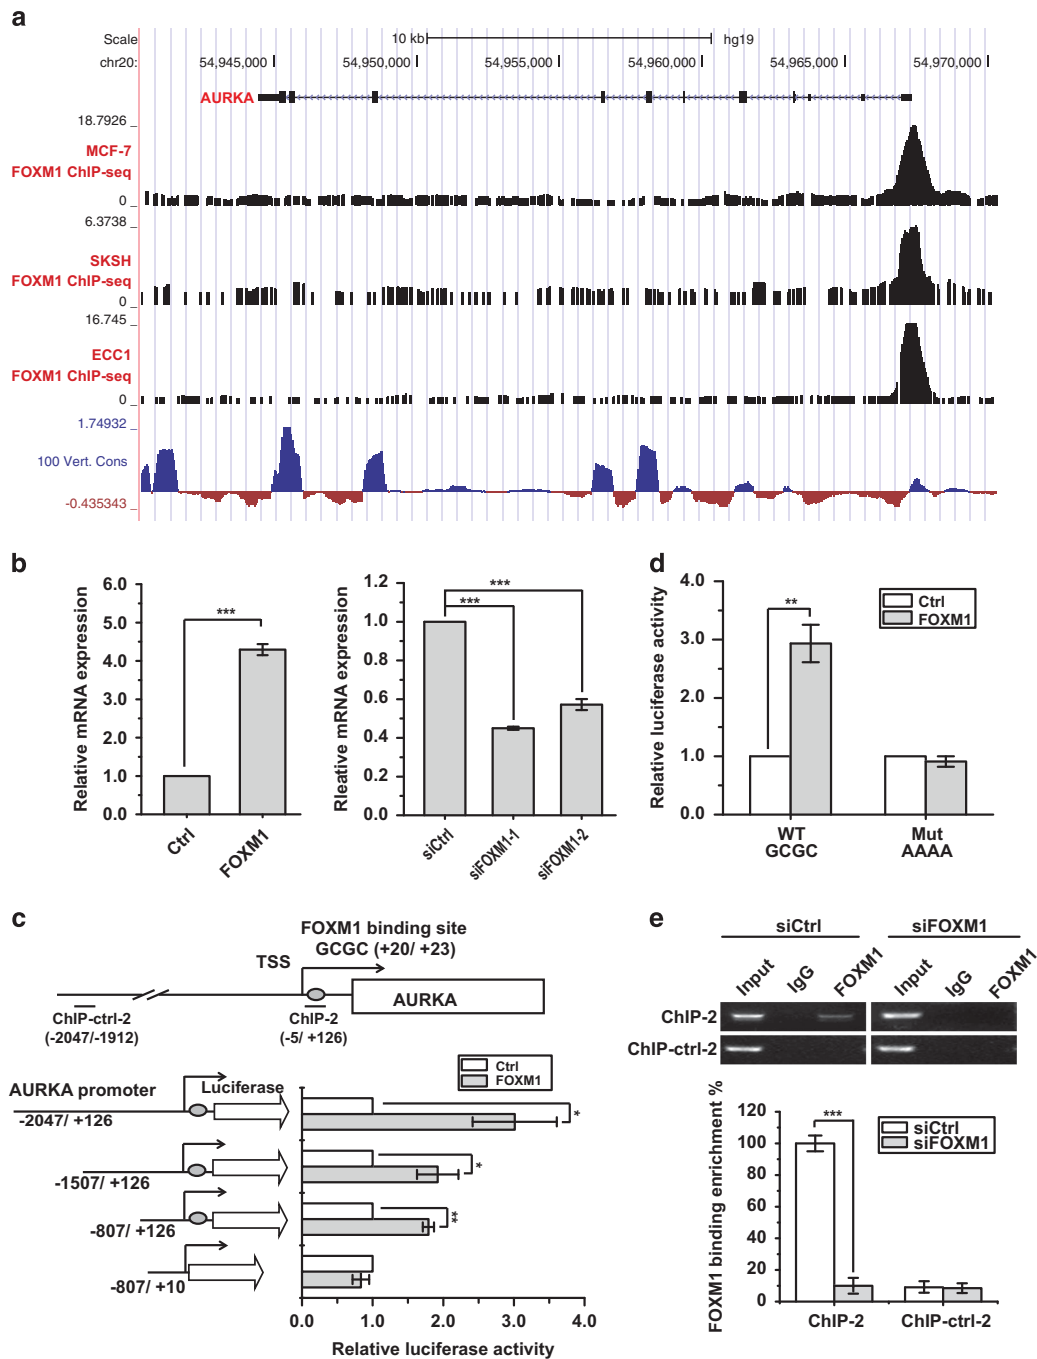 a
Scale 10 kb hg19
chr20: 54,945,000 54,950,000 54,955,000 54,960,000 54,965,000 54,970,000
AURKA
18.7926 _
MCF-7
FOXM1 ChIP-seq
0 _
6.3738 _
SKSH
FOXM1 ChIP-seq
0 _
16.745 _
ECC1
FOXM1 ChIP-seq
0 _
1.74932 _
100 Vert. Cons
-0.435343 _
b
Relative mRNA expression
6.0
5.0
4.0
3.0
2.0
1.0
0.0
***
Ctrl
FOXM1
Rleative mRNA expression
1.2
1.0
0.8
0.6
0.4
0.2
0.0
***
***
siCtrl
siFOXM1-1
siFOXM1-2
d
Relative luciferase activity
4.0
3.0
2.0
1.0
0.0
**
Ctrl
FOXM1
WT
GCGC
Mut
AAAA
c
FOXM1 binding site
GCGC (+20/ +23)
TSS
AURKA
ChIP-ctrl-2
(-2047/-1912)
ChIP-2
(-5/ +126)
Ctrl
FOXM1
AURKA promoter
Luciferase
-2047/ +126
*
-1507/ +126
*
-807/ +126
**
-807/ +10
0.0 1.0 2.0 3.0 4.0
Relative luciferase activity
e
siCtrl siFOXM1
Input IgG FOXM1 Input IgG FOXM1
ChIP-2
ChIP-ctrl-2
FOXM1 binding enrichment %
120
100
80
60
40
20
0
***
siCtrl
siFOXM1
ChIP-2 ChIP-ctrl-2